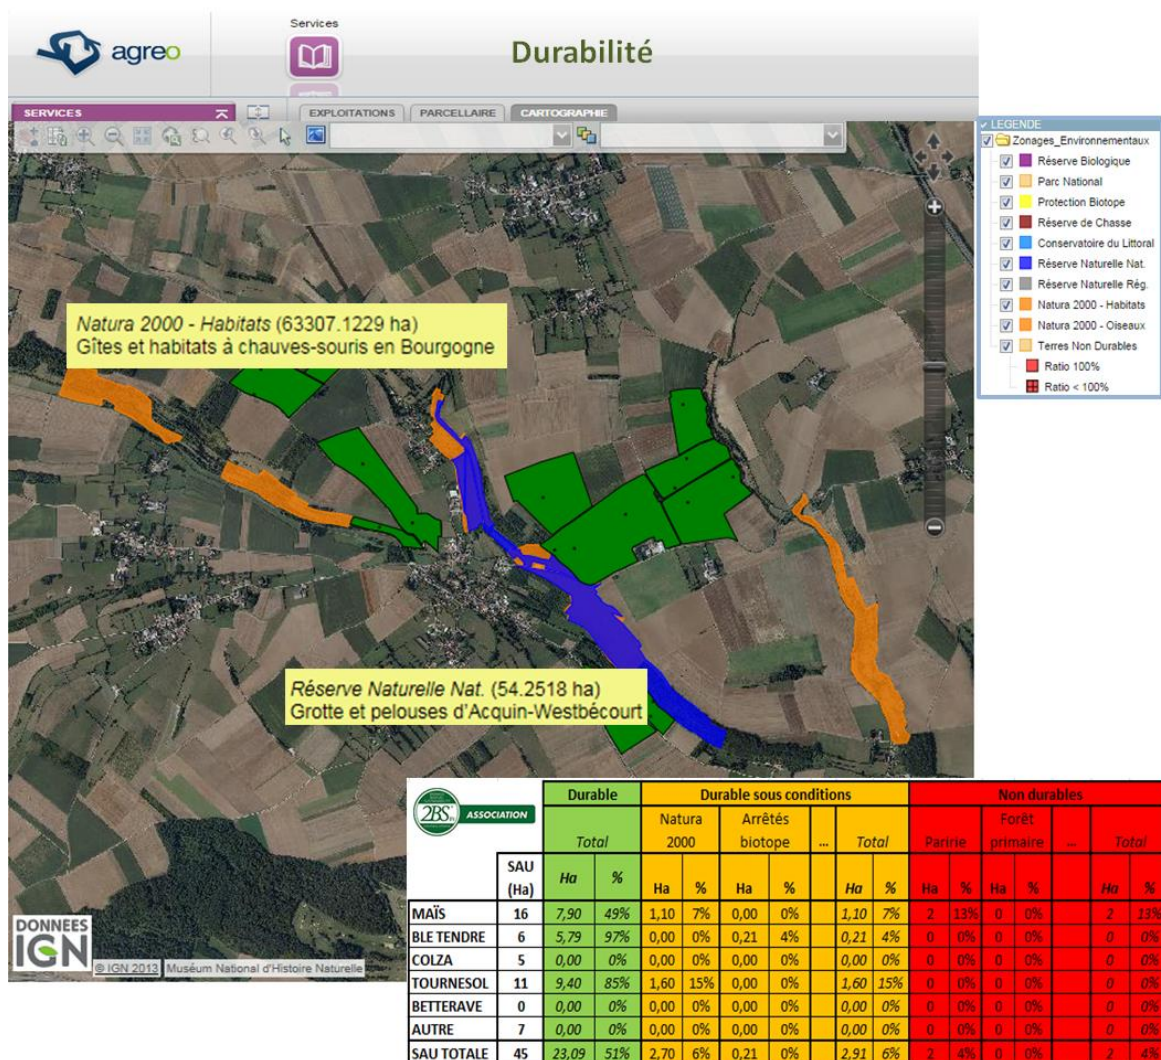 agreo
Services
Durabilité
SERVICES
EXPLOITATIONS
PARCELLAIRE
CARTOGRAPHIE
LEGENDE
Zonages_Environnementaux
Réserve Biologique
Parc National
Protection Biotope
Réserve de Chasse
Conservatoire du Littoral
Réserve Naturelle Nat.
Réserve Naturelle Rég.
Natura 2000 - Habitats
Natura 2000 - Oiseaux
Terres Non Durables
Ratio 100%
Ratio < 100%
Natura 2000 - Habitats (63307.1229 ha)
Gîtes et habitats à chauves-souris en Bourgogne
Réserve Naturelle Nat. (54.2518 ha)
Grotte et pelouses d'Acquin-Westbécourt
DONNEES
IGN
© IGN 2013 Muséum National d'Histoire Naturelle
2BS ASSOCIATION
Durable Durable sous conditions Non durables
Total Natura 2000 Arrêtés biotope ... Total Paririe Forêt primaire ... Total
SAU (Ha) Ha % Ha % Ha % Ha % Ha % Ha % Ha %
MAÏS 16 7,90 49% 1,10 7% 0,00 0% 1,10 7% 2 13% 0 0% 2 13%
BLE TENDRE 6 5,79 97% 0,00 0% 0,21 4% 0,21 4% 0 0% 0 0% 0 0%
COLZA 5 0,00 0% 0,00 0% 0,00 0% 0,00 0% 0 0% 0 0% 0 0%
TOURNESOL 11 9,40 85% 1,60 15% 0,00 0% 1,60 15% 0 0% 0 0% 0 0%
BETTERAVE 0 0,00 0% 0,00 0% 0,00 0% 0,00 0% 0 0% 0 0% 0 0%
AUTRE 7 0,00 0% 0,00 0% 0,00 0% 0,00 0% 0 0% 0 0% 0 0%
SAU TOTALE 45 23,09 51% 2,70 6% 0,21 0% 2,91 6% 2 4% 0 0% 2 4%